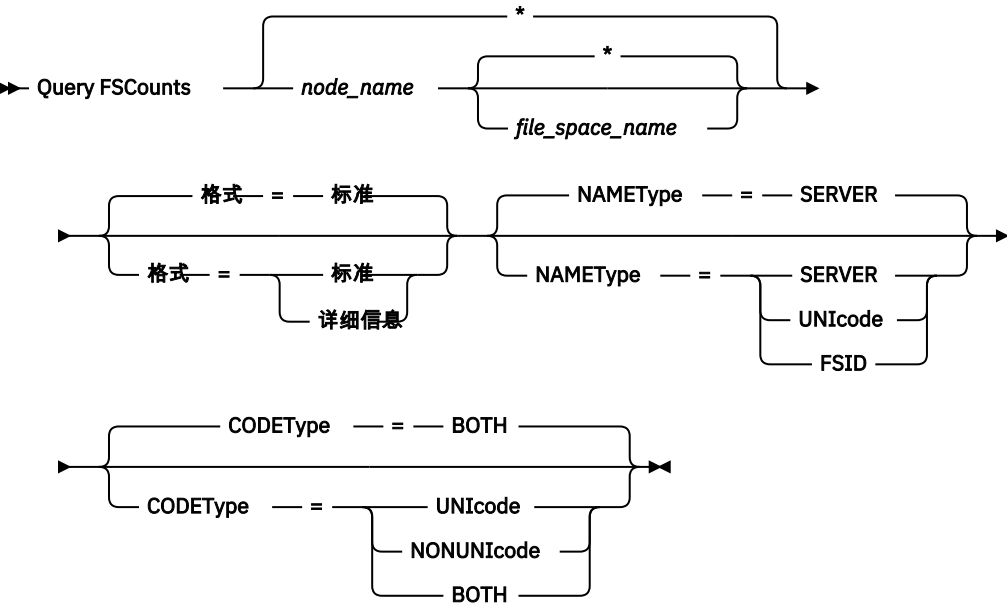 *
*
Query FSCounts node_name
file_space_name
格式 = 标准 NAMEType = SERVER
格式 = 标准 NAMEType = SERVER
详细信息 UNIcode
FSID
CODEType = BOTH
CODEType = UNIcode
NONUNIcode
BOTH